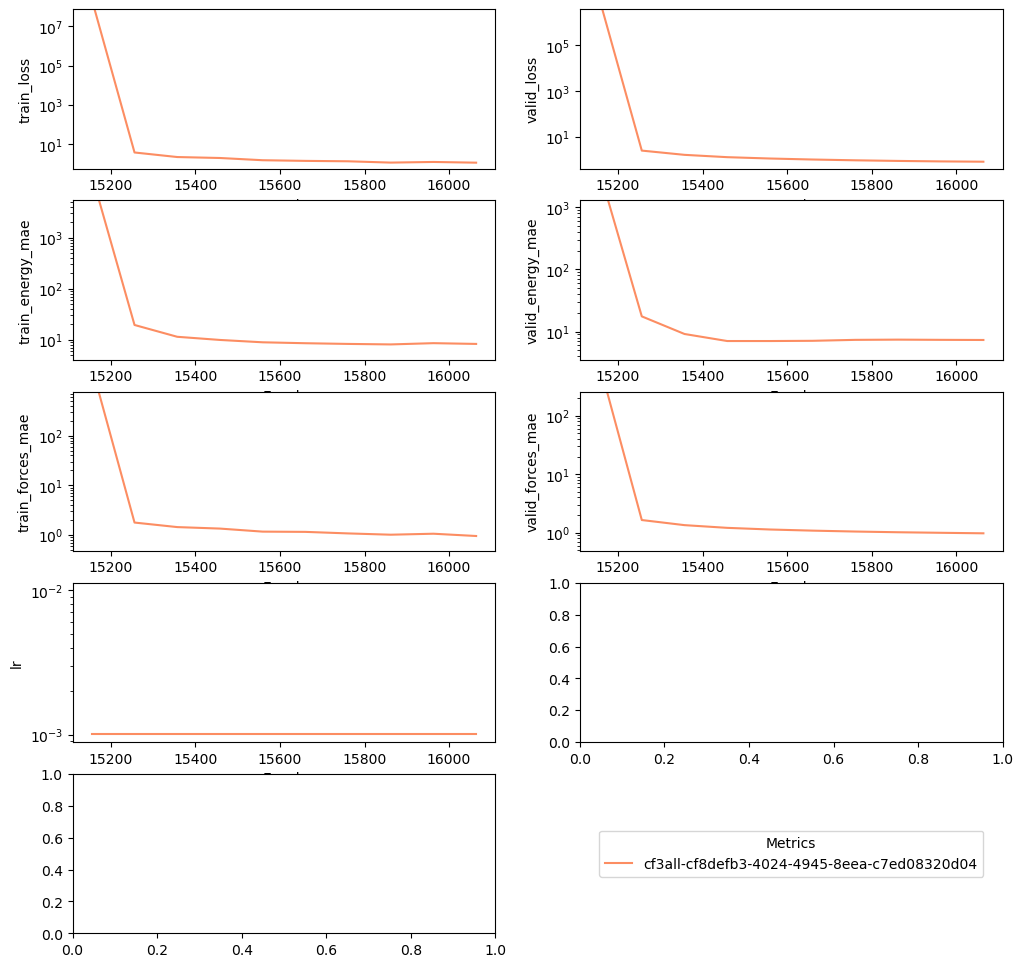 10^7
10^5
10^3
10^1
train_loss
15200 15400 15600 15800 16000
10^5
10^3
10^1
valid_loss
15200 15400 15600 15800 16000
10^3
10^2
10^1
train_energy_mae
15200 15400 15600 15800 16000
10^3
10^2
10^1
valid_energy_mae
15200 15400 15600 15800 16000
10^2
10^1
10^0
train_forces_mae
15200 15400 15600 15800 16000
10^2
10^1
10^0
valid_forces_mae
15200 15400 15600 15800 16000
10^−2
10^−3
lr
15200 15400 15600 15800 16000
1.0
0.8
0.6
0.4
0.2
0.0
0.0 0.2 0.4 0.6 0.8 1.0
1.0
0.8
0.6
0.4
0.2
0.0
0.0 0.2 0.4 0.6 0.8 1.0
Metrics
cf3all-cf8defb3-4024-4945-8eea-c7ed08320d04